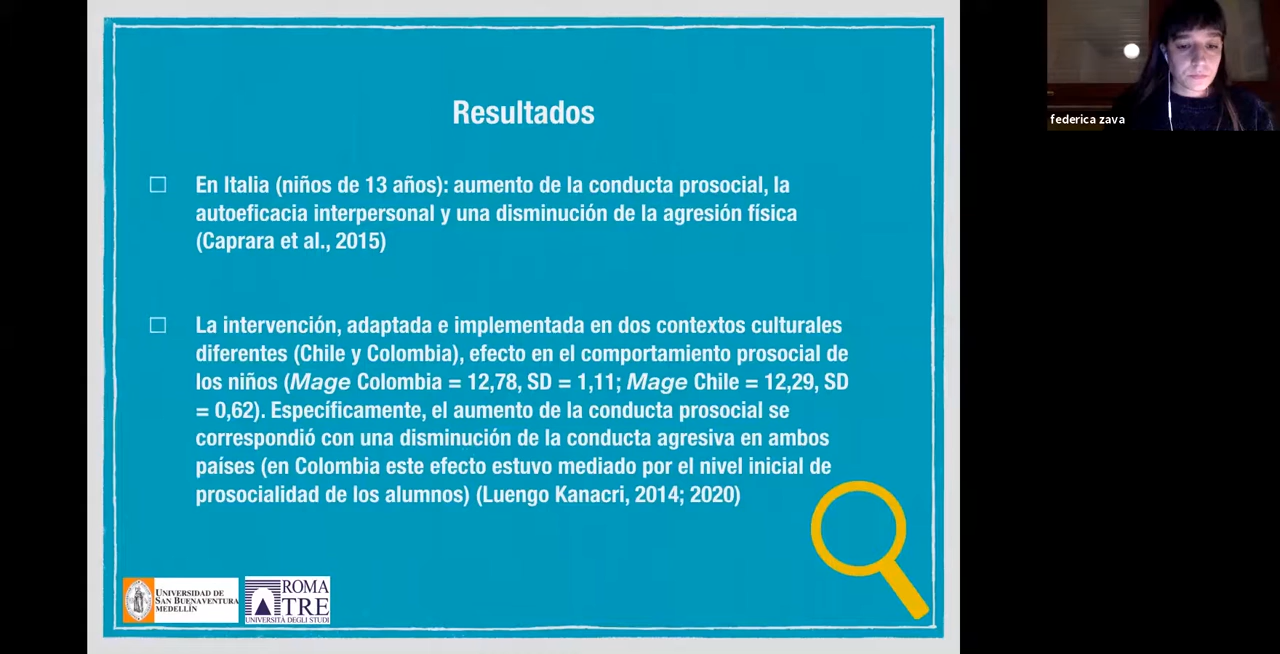 Resultados
En Italia (niños de 13 años): aumento de la conducta prosocial, la
autoeficacia interpersonal y una disminución de la agresión física
(Caprara et al., 2015)
La intervención, adaptada e implementada en dos contextos culturales
diferentes (Chile y Colombia), efecto en el comportamiento prosocial de
los niños (Mage Colombia = 12,78, SD = 1,11; Mage Chile = 12,29, SD
= 0,62). Específicamente, el aumento de la conducta prosocial se
correspondió con una disminución de la conducta agresiva en ambos
países (en Colombia este efecto estuvo mediado por el nivel inicial de
prosocialidad de los alumnos) (Luengo Kanacri, 2014; 2020)
UNIVERSIDAD DE
SAN BUENAVENTURA
MEDELLÍN
ROMA
TRE
UNIVERSITÀ DEGLI STUDI
federica zava